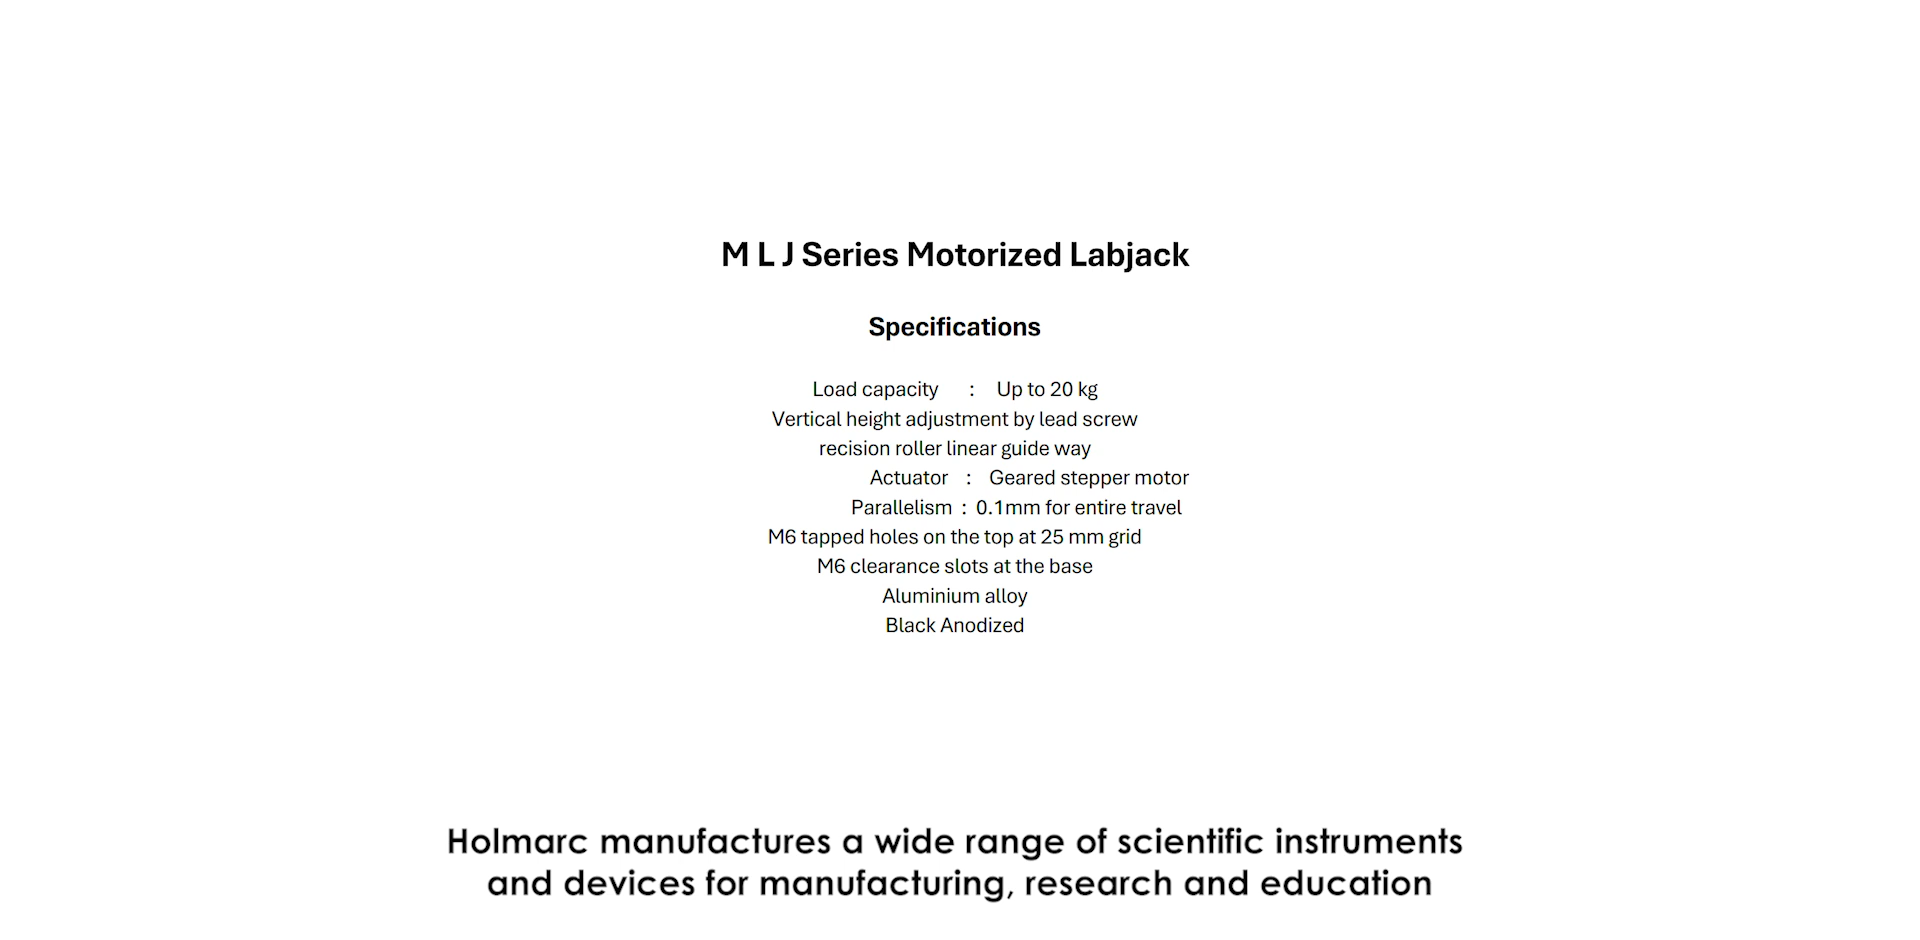 M L J Series Motorized Labjack
Specifications
Load capacity : Up to 20 kg
Vertical height adjustment by lead screw
recision roller linear guide way
Actuator : Geared stepper motor
Parallelism : 0.1mm for entire travel
M6 tapped holes on the top at 25 mm grid
M6 clearance slots at the base
Aluminium alloy
Black Anodized
Holmarc manufactures a wide range of scientific instruments
and devices for manufacturing, research and education